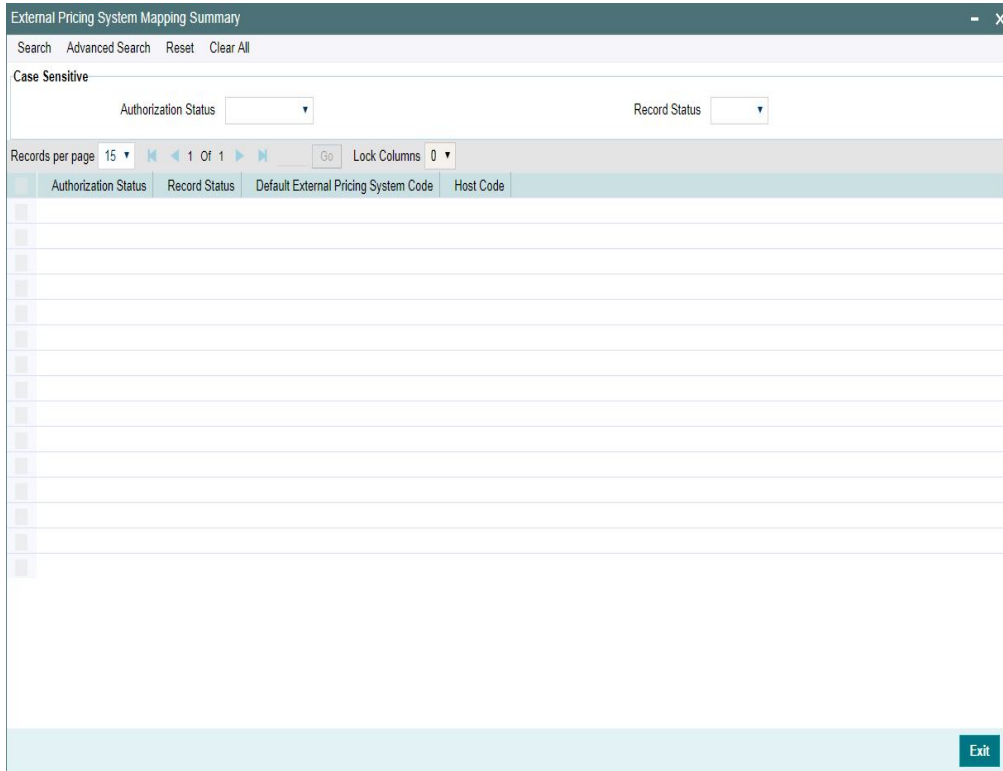 External Pricing System Mapping Summary - X
Search Advanced Search Reset Clear All
Case Sensitive
Authorization Status Record Status
Records per page 15 1 Of 1 Go Lock Columns 0
Authorization Status Record Status Default External Pricing System Code Host Code
Exit